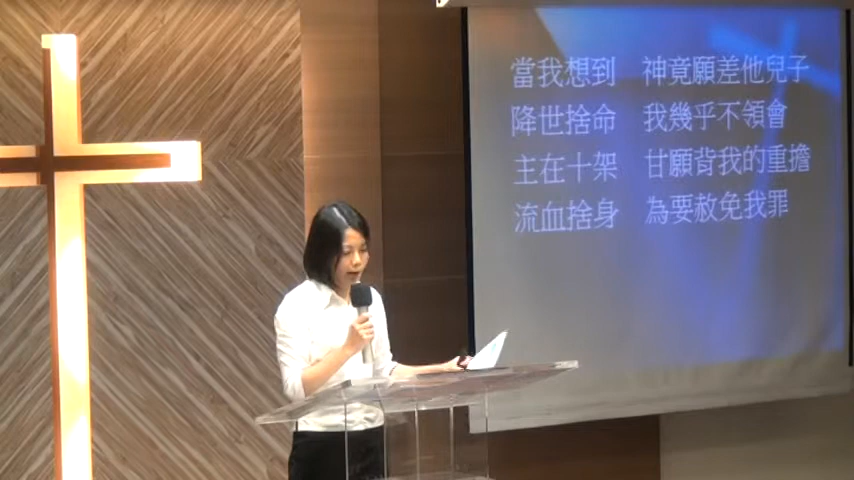 當我想到 神竟願差他兒子
降世捨命 我幾乎不領會
主在十架 甘願背我的重擔
流血捨身 為要赦免我罪